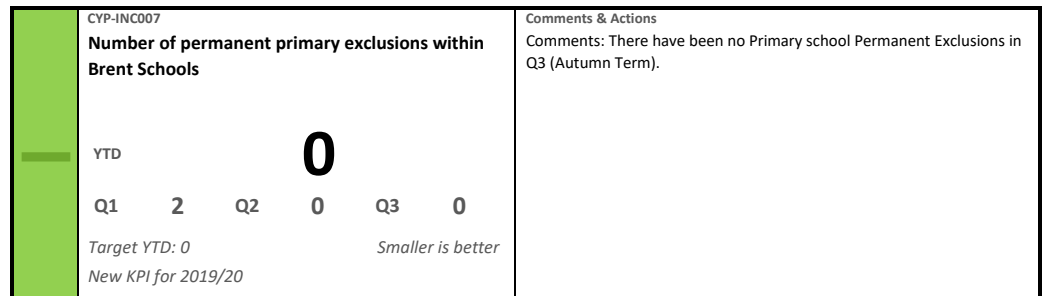 CYP-INC007
Number of permanent primary exclusions within
Brent Schools
YTD 0
Q1 2 Q2 0 Q3 0
Target YTD: 0 Smaller is better
New KPI for 2019/20
Comments & Actions
Comments: There have been no Primary school Permanent Exclusions in
Q3 (Autumn Term).